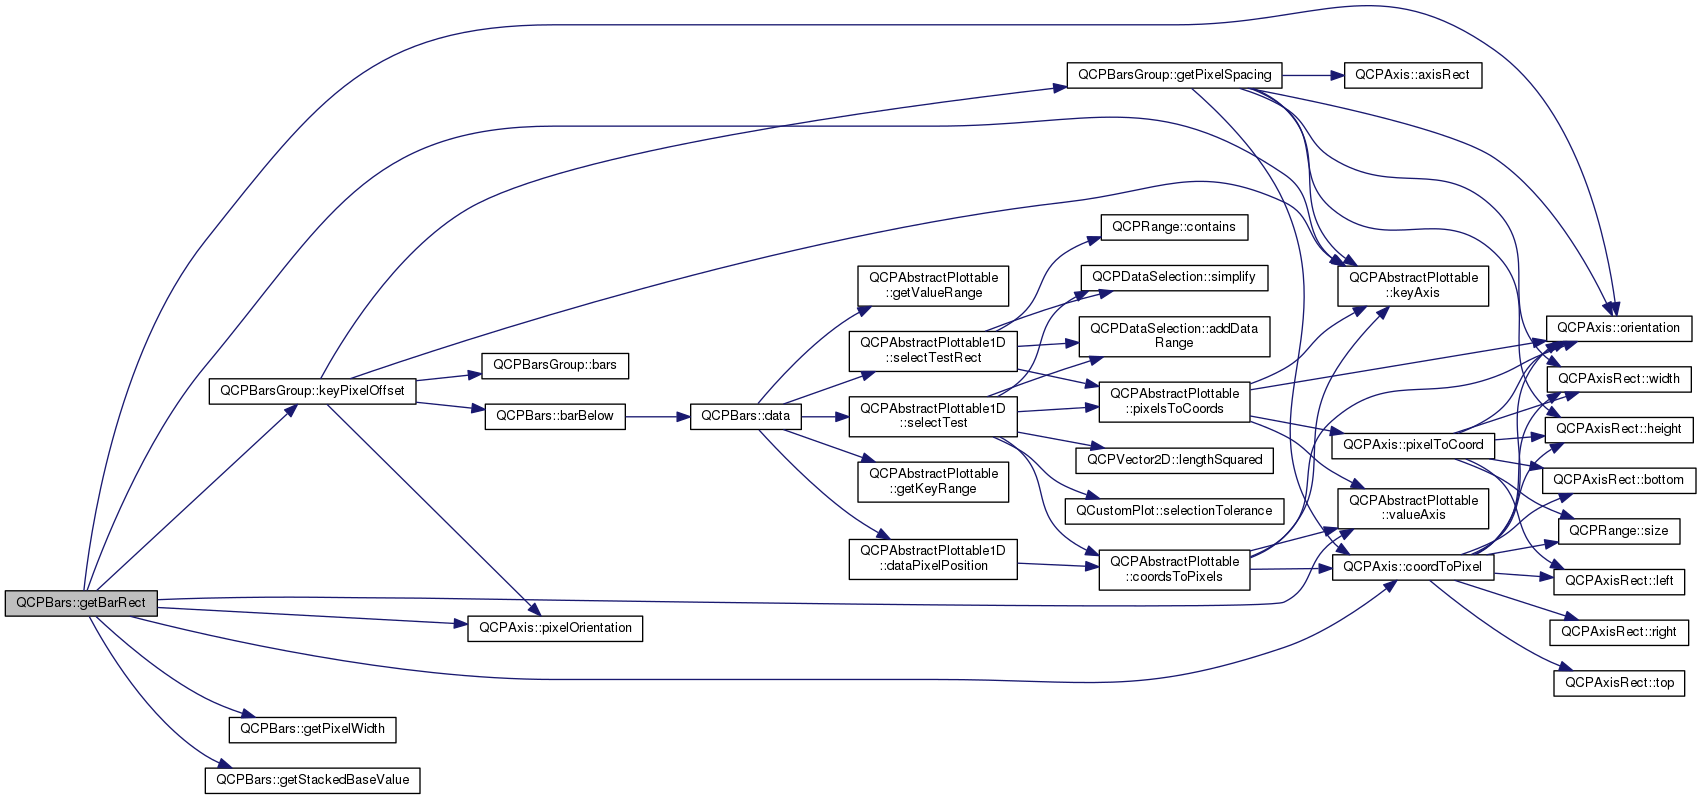 QCPBarsGroup::getPixelSpacing
QCPAxis::axisRect
QCPRange::contains
QCPAbstractPlottable
::getValueRange
QCPDataSelection::simplify
QCPAbstractPlottable
::keyAxis
QCPAxis::orientation
QCPDataSelection::addData
Range
QCPAbstractPlottable1D
::selectTestRect
QCPBarsGroup::bars
QCPAxisRect::width
QCPBarsGroup::keyPixelOffset
QCPAbstractPlottable
::pixelsToCoords
QCPBars::barBelow
QCPBars::data
QCPAbstractPlottable1D
::selectTest
QCPAxisRect::height
QCPAxis::pixelToCoord
QCPVector2D::lengthSquared
QCPAbstractPlottable
::getKeyRange
QCPAxisRect::bottom
QCustomPlot::selectionTolerance
QCPAbstractPlottable
::valueAxis
QCPRange::size
QCPAbstractPlottable1D
::dataPixelPosition
QCPAbstractPlottable
::coordsToPixels
QCPAxis::coordToPixel
QCPAxisRect::left
QCPBars::getBarRect
QCPAxis::pixelOrientation
QCPAxisRect::right
QCPAxisRect::top
QCPBars::getPixelWidth
QCPBars::getStackedBaseValue